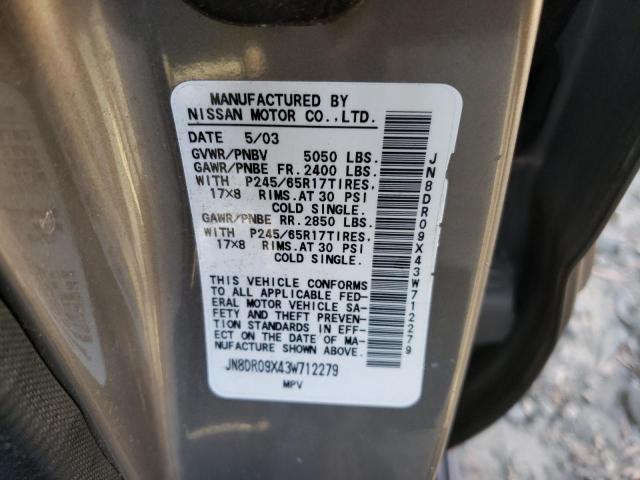 MANUFACTURED BY
NISSAN MOTOR CO.,LTD.
DATE 5/03
GVWR/PNBV 5050 LBS.
GAWR/PNBE FR. 2400 LBS.
WITH P245/65R17TIRES,
17X8 RIMS.AT 30 PSI
COLD SINGLE.
GAWR/PNBE RR. 2850 LBS.
WITH P245/65R17TIRES,
17X8 RIMS.AT 30 PSI
COLD SINGLE.
THIS VEHICLE CONFORMS
TO ALL APPLICABLE FED-
ERAL MOTOR VEHICLE SA-
FETY AND THEFT PREVEN-
TION STANDARDS IN EFF-
ECT ON THE DATE OF MA-
NUFACTURE SHOWN ABOVE.
JN8DR09X43W712279
MPV
JN8DR09X43W712279